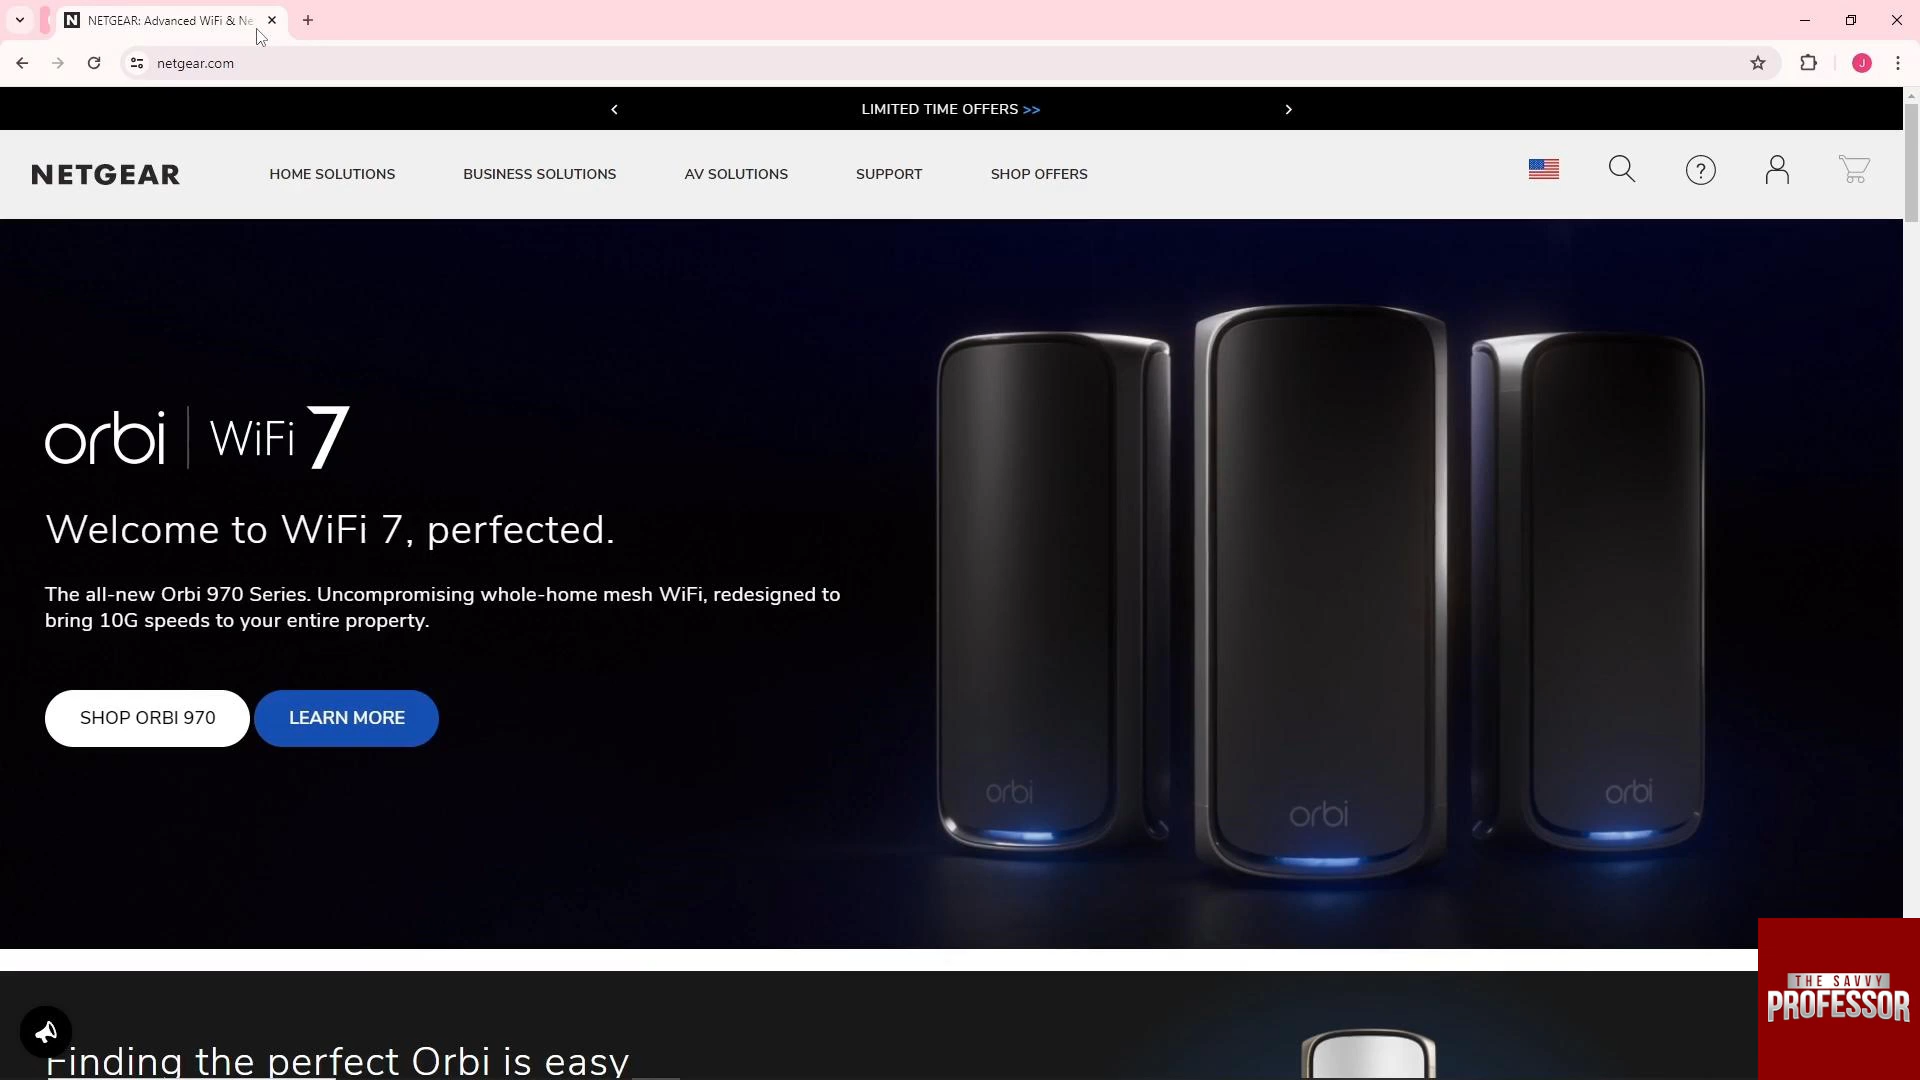 NETGEAR: Advanced WiFi & Ne
netgear.com
J
LIMITED TIME OFFERS >>
NETGEAR
HOME SOLUTIONS
BUSINESS SOLUTIONS
AV SOLUTIONS
SUPPORT
SHOP OFFERS
orbi | WiFi 7
Welcome to WiFi 7, perfected.
The all-new Orbi 970 Series. Uncompromising whole-home mesh WiFi, redesigned to
bring 10G speeds to your entire property.
SHOP ORBI 970
LEARN MORE
orbi
orbi
orbi
THE SAVVY
PROFESSOR
Finding the perfect Orbi is easy